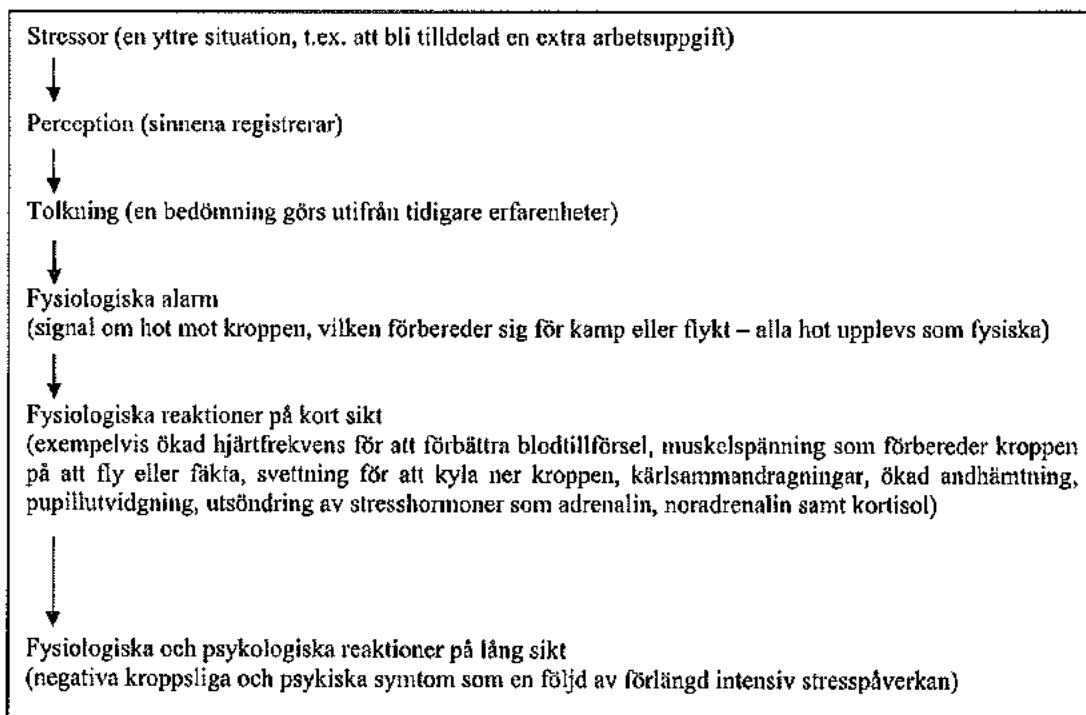 Stressor (en yttre situation, t.ex. att bli tilldelad en extra arbetsuppgift)
Perception (sinnena registrerar)
Tolkning (en bedömning görs utifrån tidigare erfarenheter)
Fysiologiska alarm
(signal om hot mot kroppen, vilken förbereder sig för kamp eller flykt – alla hot upplevs som fysiska)
Fysiologiska reaktioner på kort sikt
(exempelvis ökad hjärtfrekvens för att förbättra blodtillförsel, muskelspänning som förbereder kroppen
på att fly eller fäkta, svettning för att kyla ner kroppen, kärlsammandragningar, ökad andhämtning,
pupillutvidgning, utsöndring av stresshormoner som adrenalin, noradrenalin samt kortisol)
Fysiologiska och psykologiska reaktioner på lång sikt
(negativa kroppsliga och psykiska symtom som en följd av förlängd intensiv stresspåverkan)